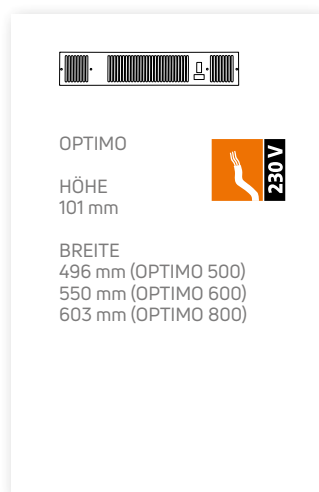 OPTIMO
230 V
HÖHE
101 mm
BREITE
496 mm (OPTIMO 500)
550 mm (OPTIMO 600)
603 mm (OPTIMO 800)